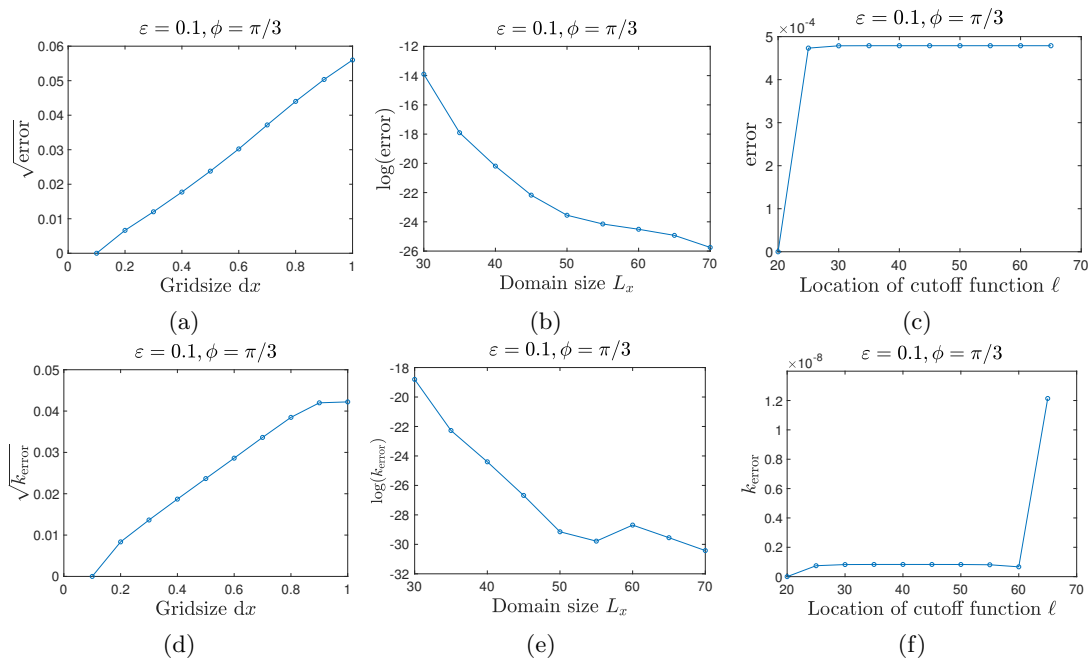 ε = 0.1, ϕ = π/3
√error
0.06
0.05
0.04
0.03
0.02
0.01
0
0 0.2 0.4 0.6 0.8 1
Gridsize dx
(a)
ε = 0.1, ϕ = π/3
log(error)
-12
-14
-16
-18
-20
-22
-24
-26
30 40 50 60 70
Domain size Lx
(b)
ε = 0.1, ϕ = π/3
×10-4
error
5
4
3
2
1
0
20 30 40 50 60 70
Location of cutoff function ℓ
(c)
ε = 0.1, ϕ = π/3
√kerror
0.05
0.04
0.03
0.02
0.01
0
0 0.2 0.4 0.6 0.8 1
Gridsize dx
(d)
ε = 0.1, ϕ = π/3
log(kerror)
-18
-20
-22
-24
-26
-28
-30
-32
30 40 50 60 70
Domain size Lx
(e)
ε = 0.1, ϕ = π/3
×10-8
kerror
1.2
1
0.8
0.6
0.4
0.2
0
20 30 40 50 60 70
Location of cutoff function ℓ
(f)